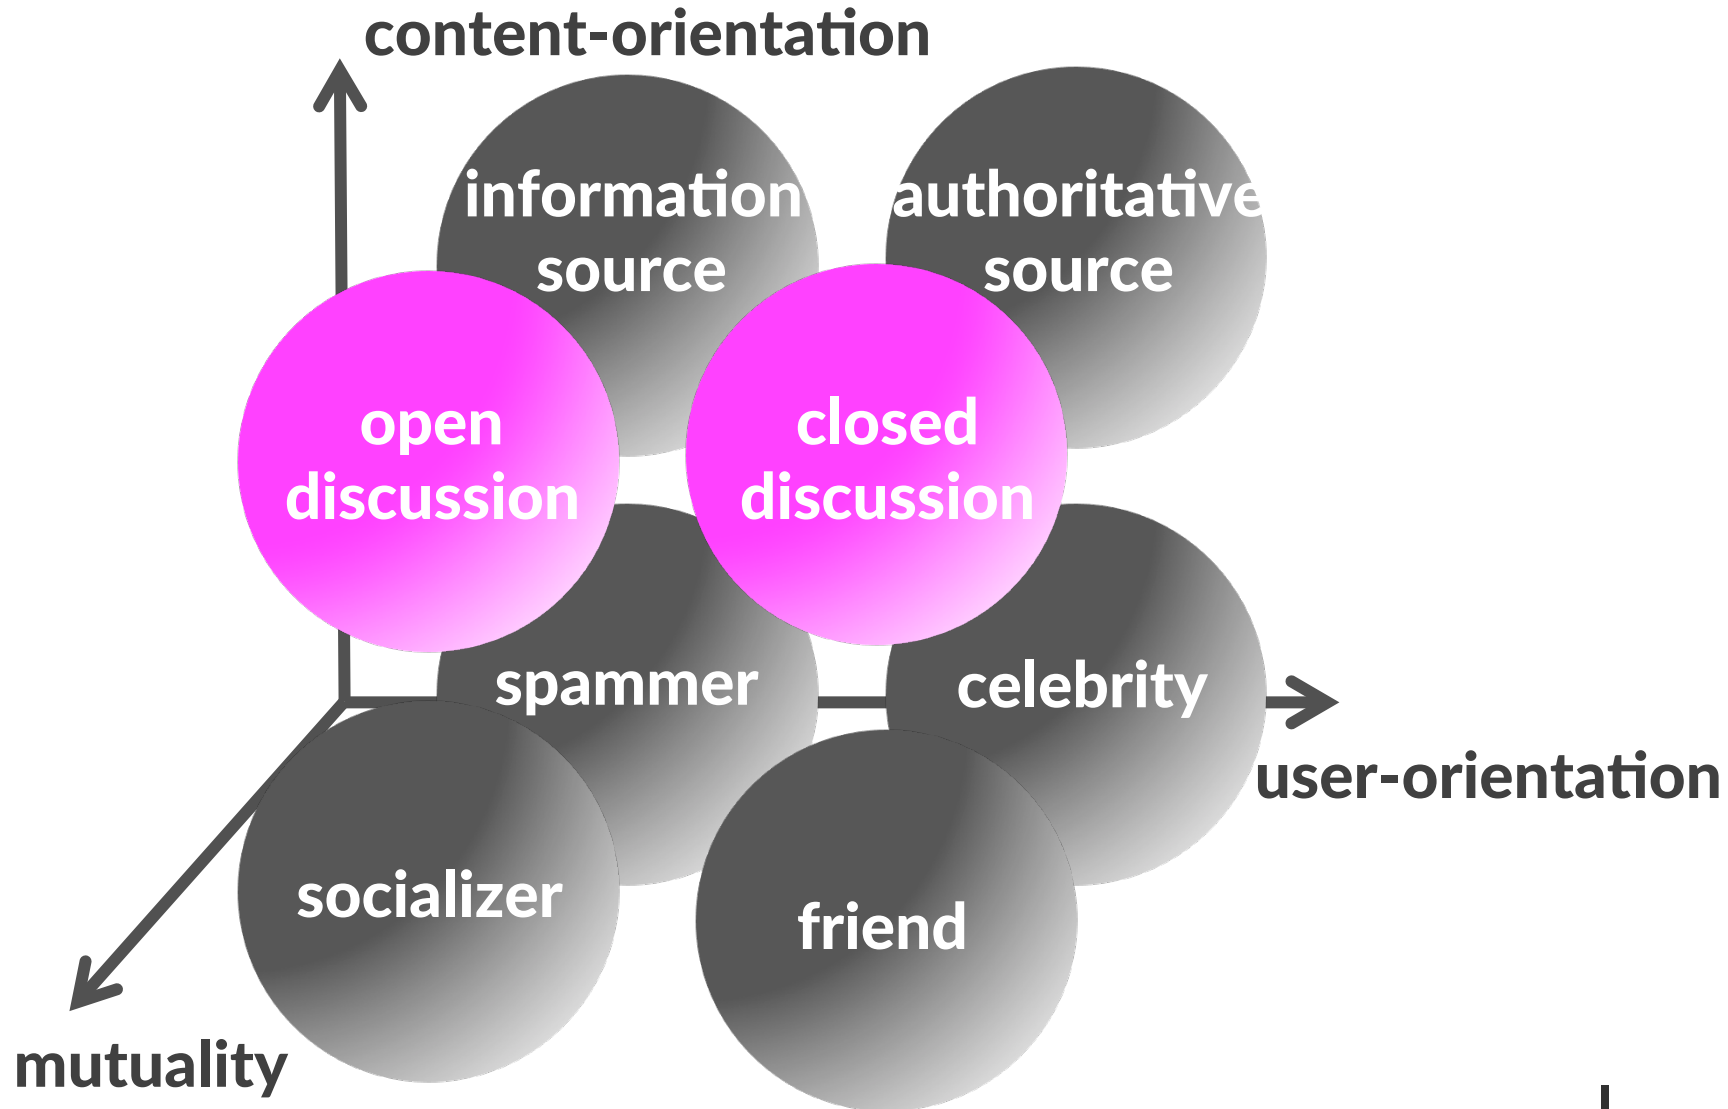 content-orientation
information
source
authoritative
source
open
discussion
closed
discussion
spammer
celebrity
user-orientation
socializer
friend
mutuality